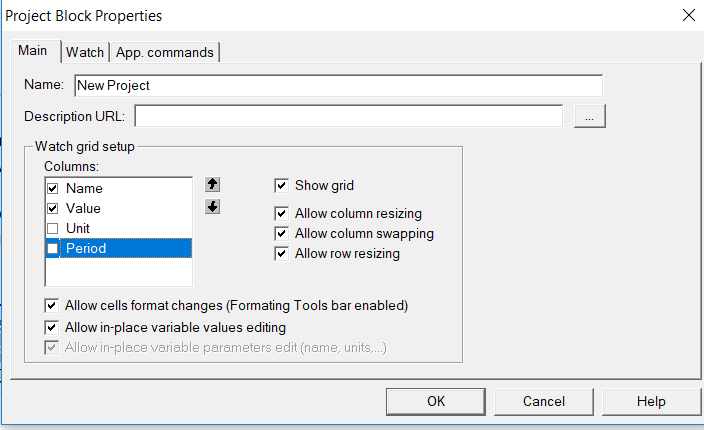 Project Block Properties
Main Watch App. commands
Name: New Project
Description URL: ...
Watch grid setup
Columns:
Name
Value
Unit
Period
Show grid
Allow column resizing
Allow column swapping
Allow row resizing
Allow cells format changes (Formating Tools bar enabled)
Allow in-place variable values editing
Allow in-place variable parameters edit (name, units,...)
OK Cancel Help